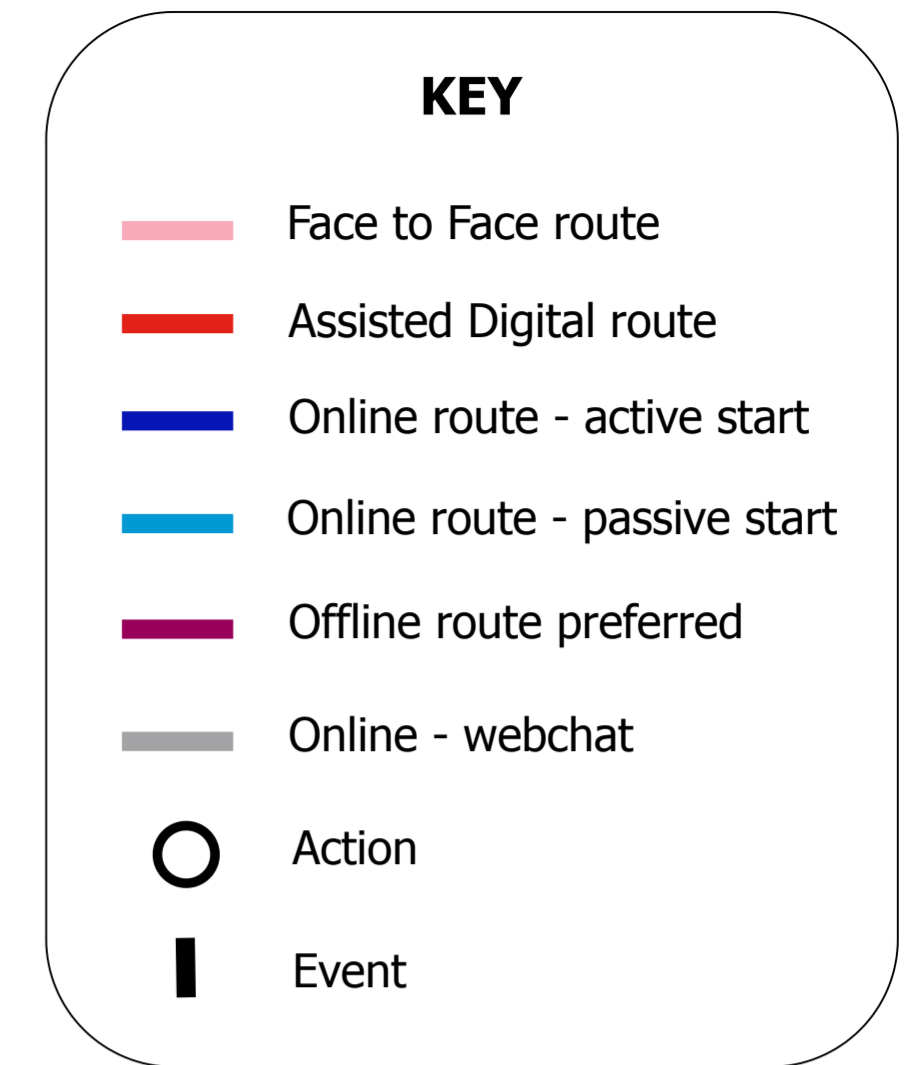 KEY
Face to Face route
Assisted Digital route
Online route - active start
Online route - passive start
Offline route preferred
Online - webchat
Action
Event